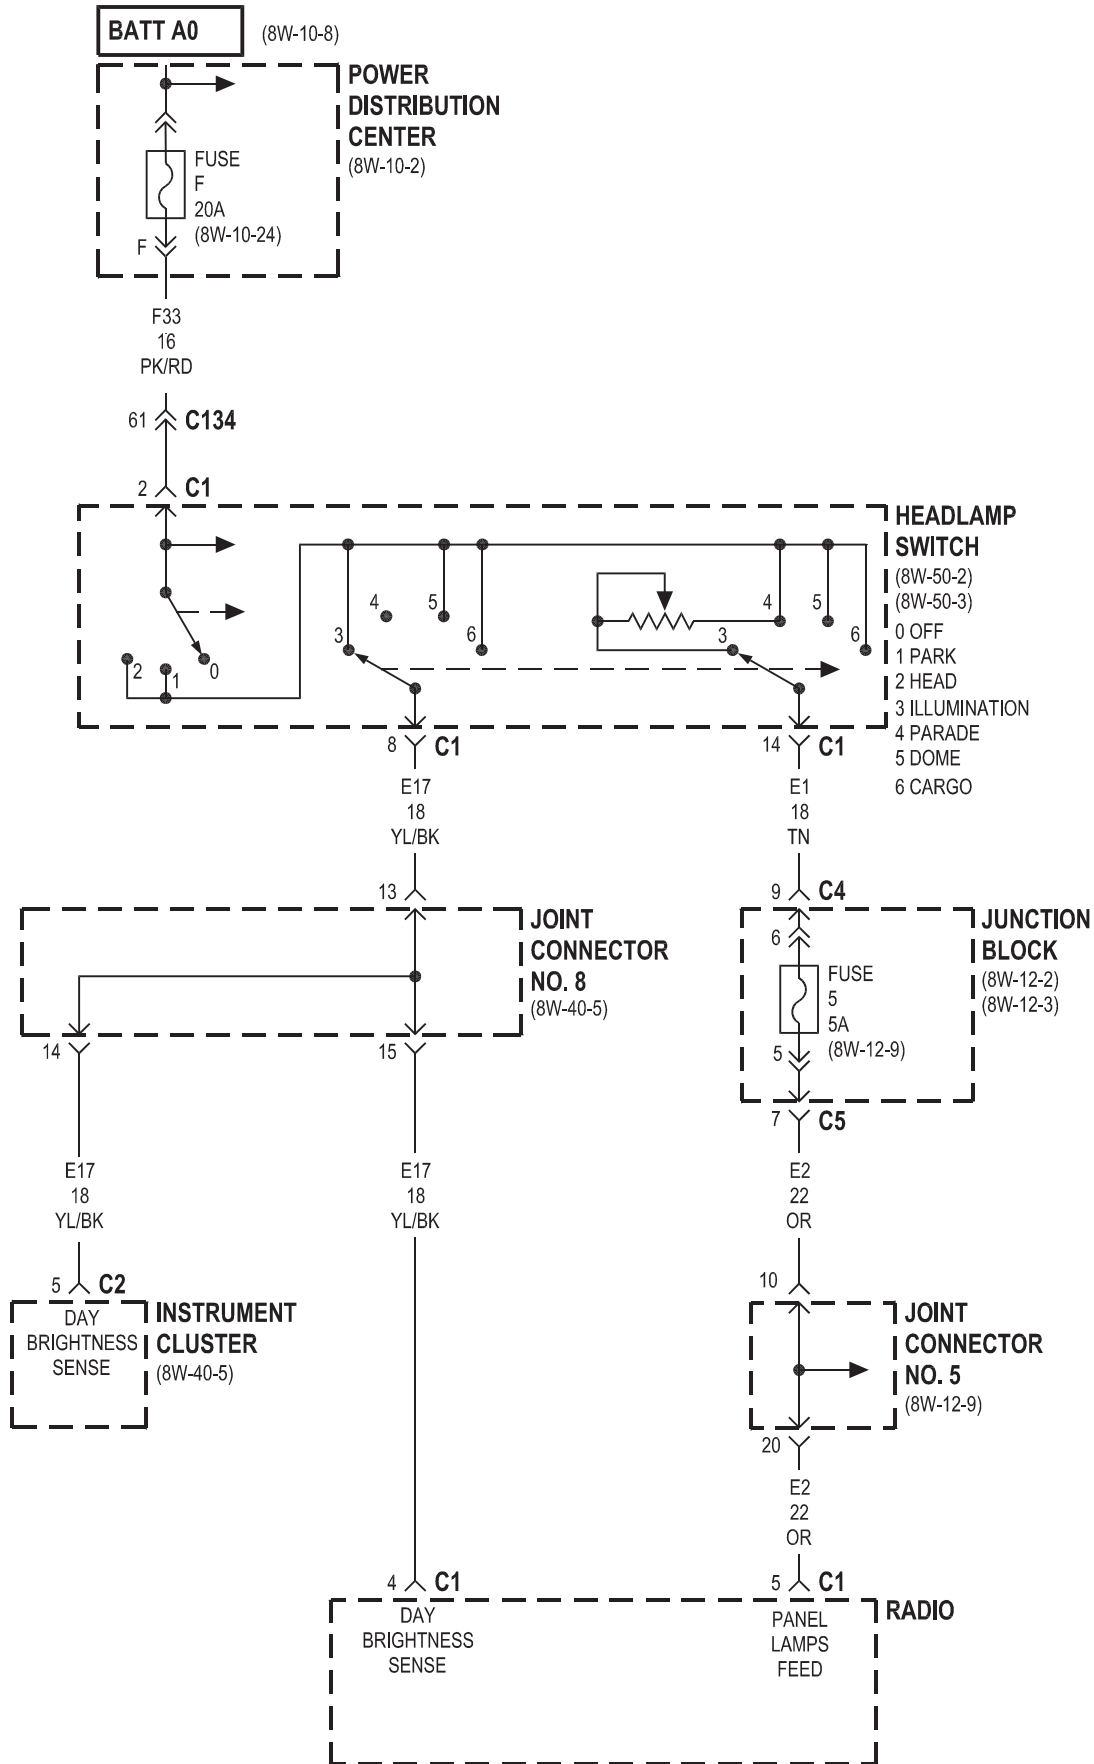 BATT A0 (8W-10-8)
POWER
DISTRIBUTION
CENTER
(8W-10-2)
FUSE
F
20A
(8W-10-24)
F
F33
16
PK/RD
61 C134
2 C1
HEADLAMP
SWITCH
(8W-50-2)
(8W-50-3)
0 OFF
1 PARK
2 HEAD
3 ILLUMINATION
4 PARADE
5 DOME
6 CARGO
2
1
0
3
4
5
6
3
4
5
6
8 C1
E17
18
YL/BK
14 C1
E1
18
TN
13
JOINT
CONNECTOR
NO. 8
(8W-40-5)
14
15
9 C4
JUNCTION
BLOCK
(8W-12-2)
(8W-12-3)
6
FUSE
5
5A
(8W-12-9)
5
7 C5
E17
18
YL/BK
E17
18
YL/BK
E2
22
OR
5 C2
DAY
BRIGHTNESS
SENSE
INSTRUMENT
CLUSTER
(8W-40-5)
10
JOINT
CONNECTOR
NO. 5
(8W-12-9)
20
E2
22
OR
4 C1
DAY
BRIGHTNESS
SENSE
5 C1
PANEL
LAMPS
FEED
RADIO